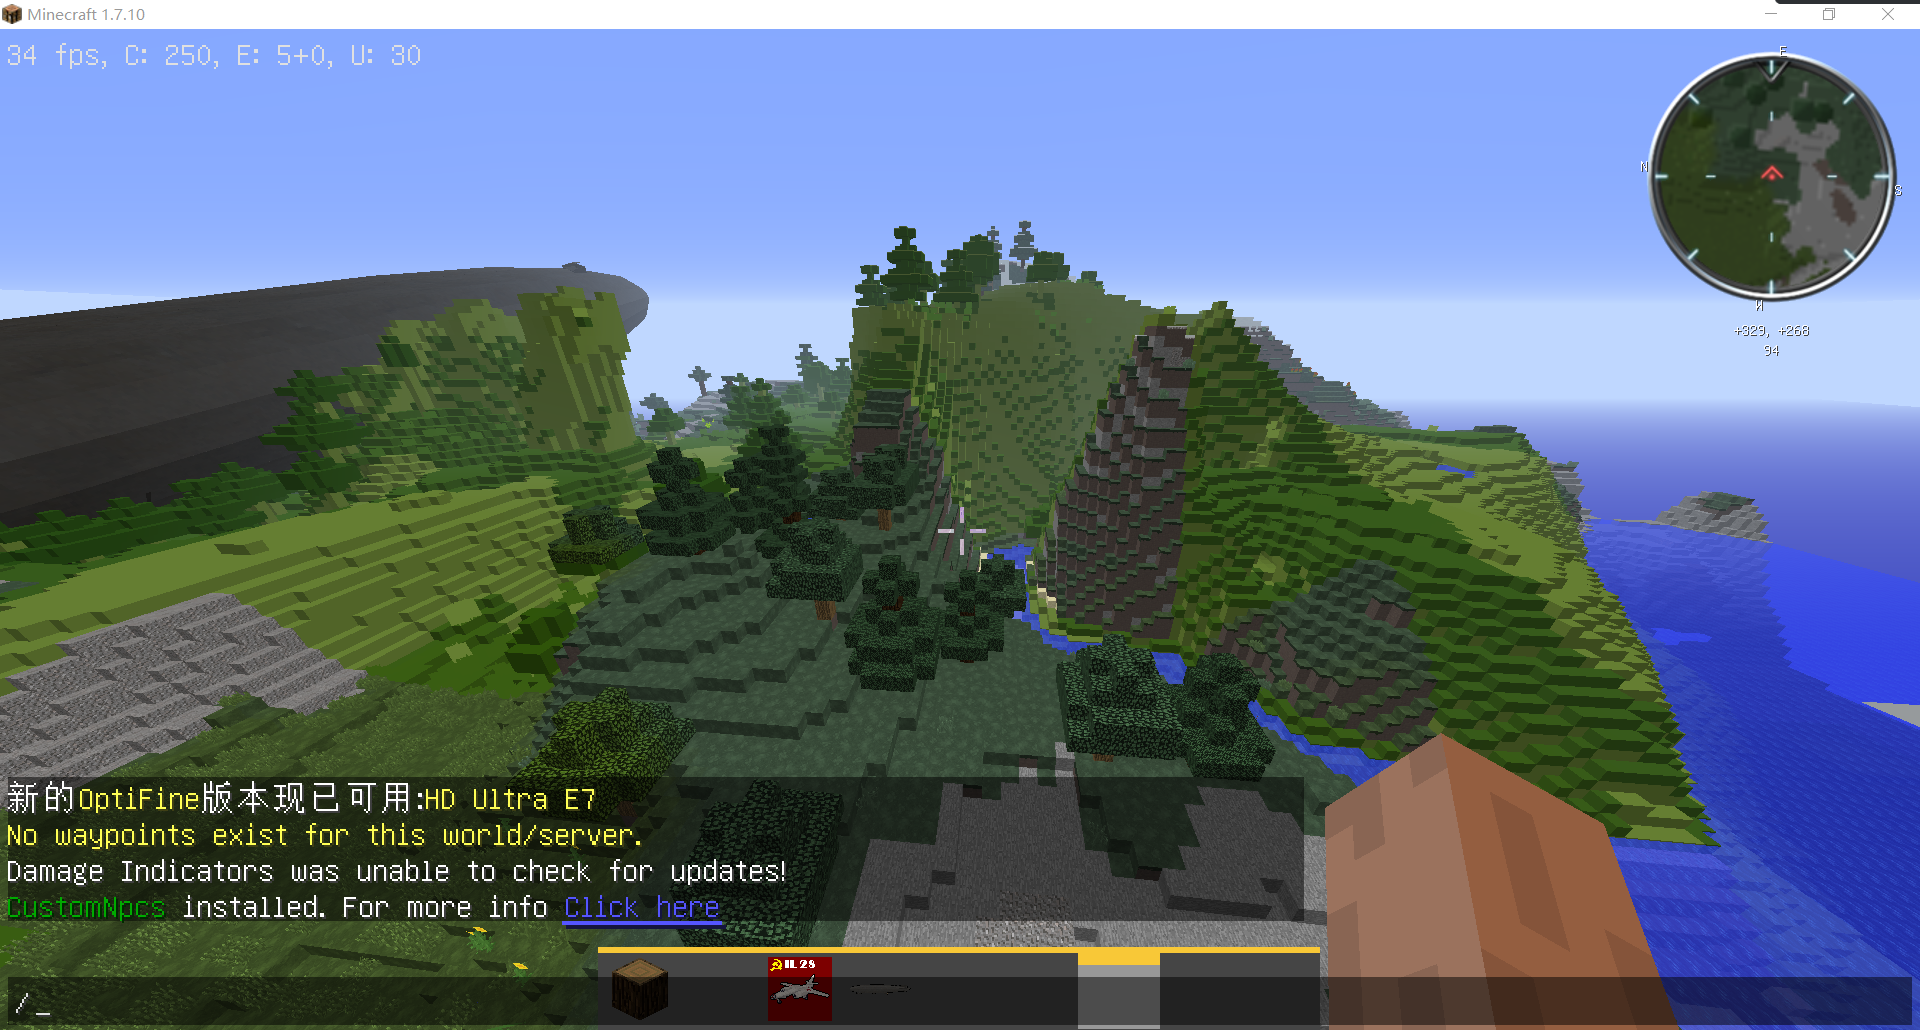 Minecraft 1.7.10
34 fps, C: 250, E: 5+0, U: 30
E
N
S
W
+329, +268
94
新的OptiFine版本现已可用:HD Ultra E7
No waypoints exist for this world/server.
Damage Indicators was unable to check for updates!
CustomNpcs installed. For more info Click here
IL 28
/_